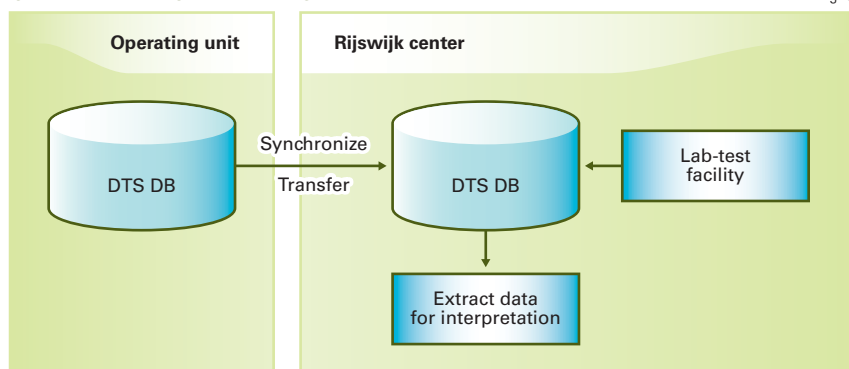 Operating unit
Rijswijk center
Synchronize
Transfer
DTS DB
DTS DB
Lab-test
facility
Extract data
for interpretation